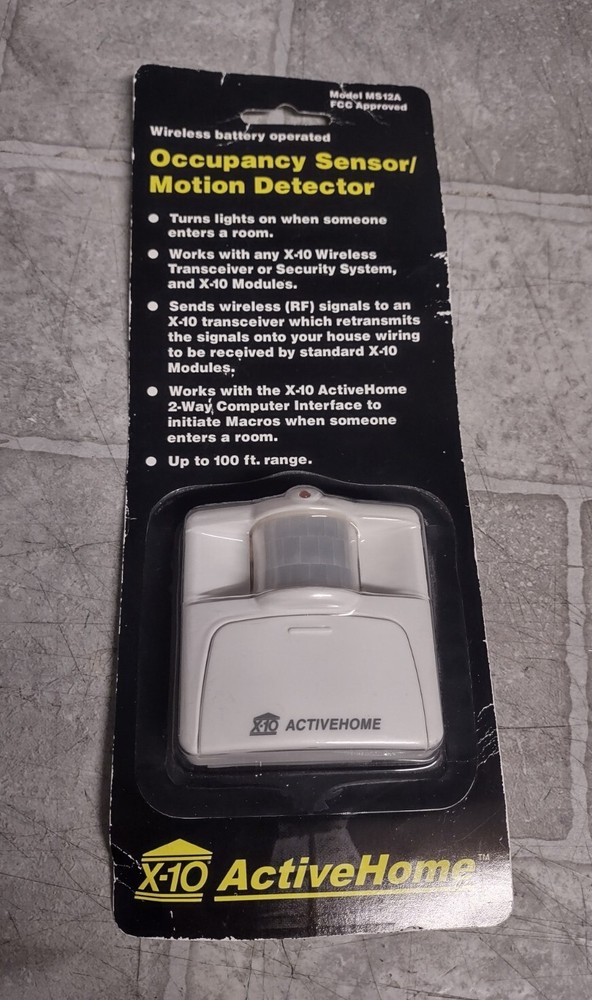 Model MS12A
FCC Approved
Wireless battery operated
Occupancy Sensor/
Motion Detector
● Turns lights on when someone
enters a room.
● Works with any X-10 Wireless
Transceiver or Security System,
and X-10 Modules.
● Sends wireless (RF) signals to an
X-10 transceiver which retransmits
the signals onto your house wiring
to be received by standard X-10
Modules.
● Works with the X-10 ActiveHome
2-Way Computer Interface to
initiate Macros when someone
enters a room.
● Up to 100 ft. range.
X-10 ACTIVEHOME
X-10 ActiveHome™